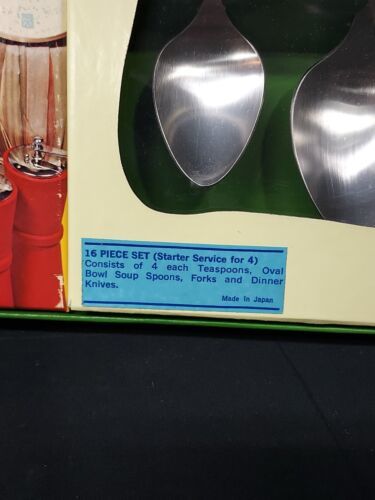 16 PIECE SET (Starter Service for 4)
Consists of 4 each Teaspoons, Oval
Bowl Soup Spoons, Forks and Dinner
Knives.
Made In Japan